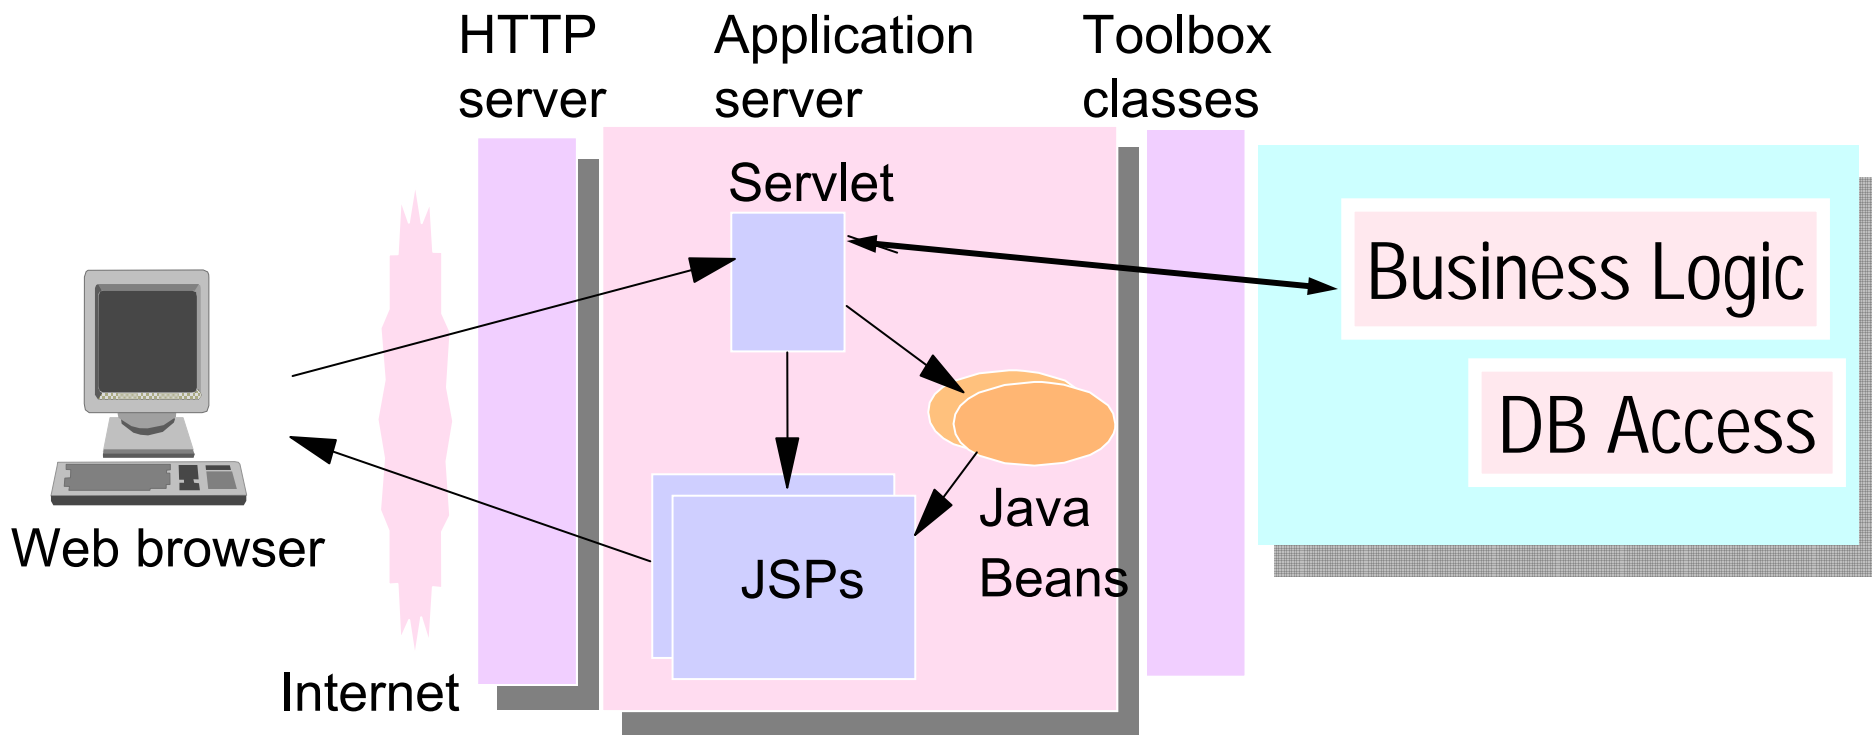 HTTP
server
Application
server
Toolbox
classes
Servlet
Business Logic
DB Access
Java
Beans
JSPs
Web browser
Internet